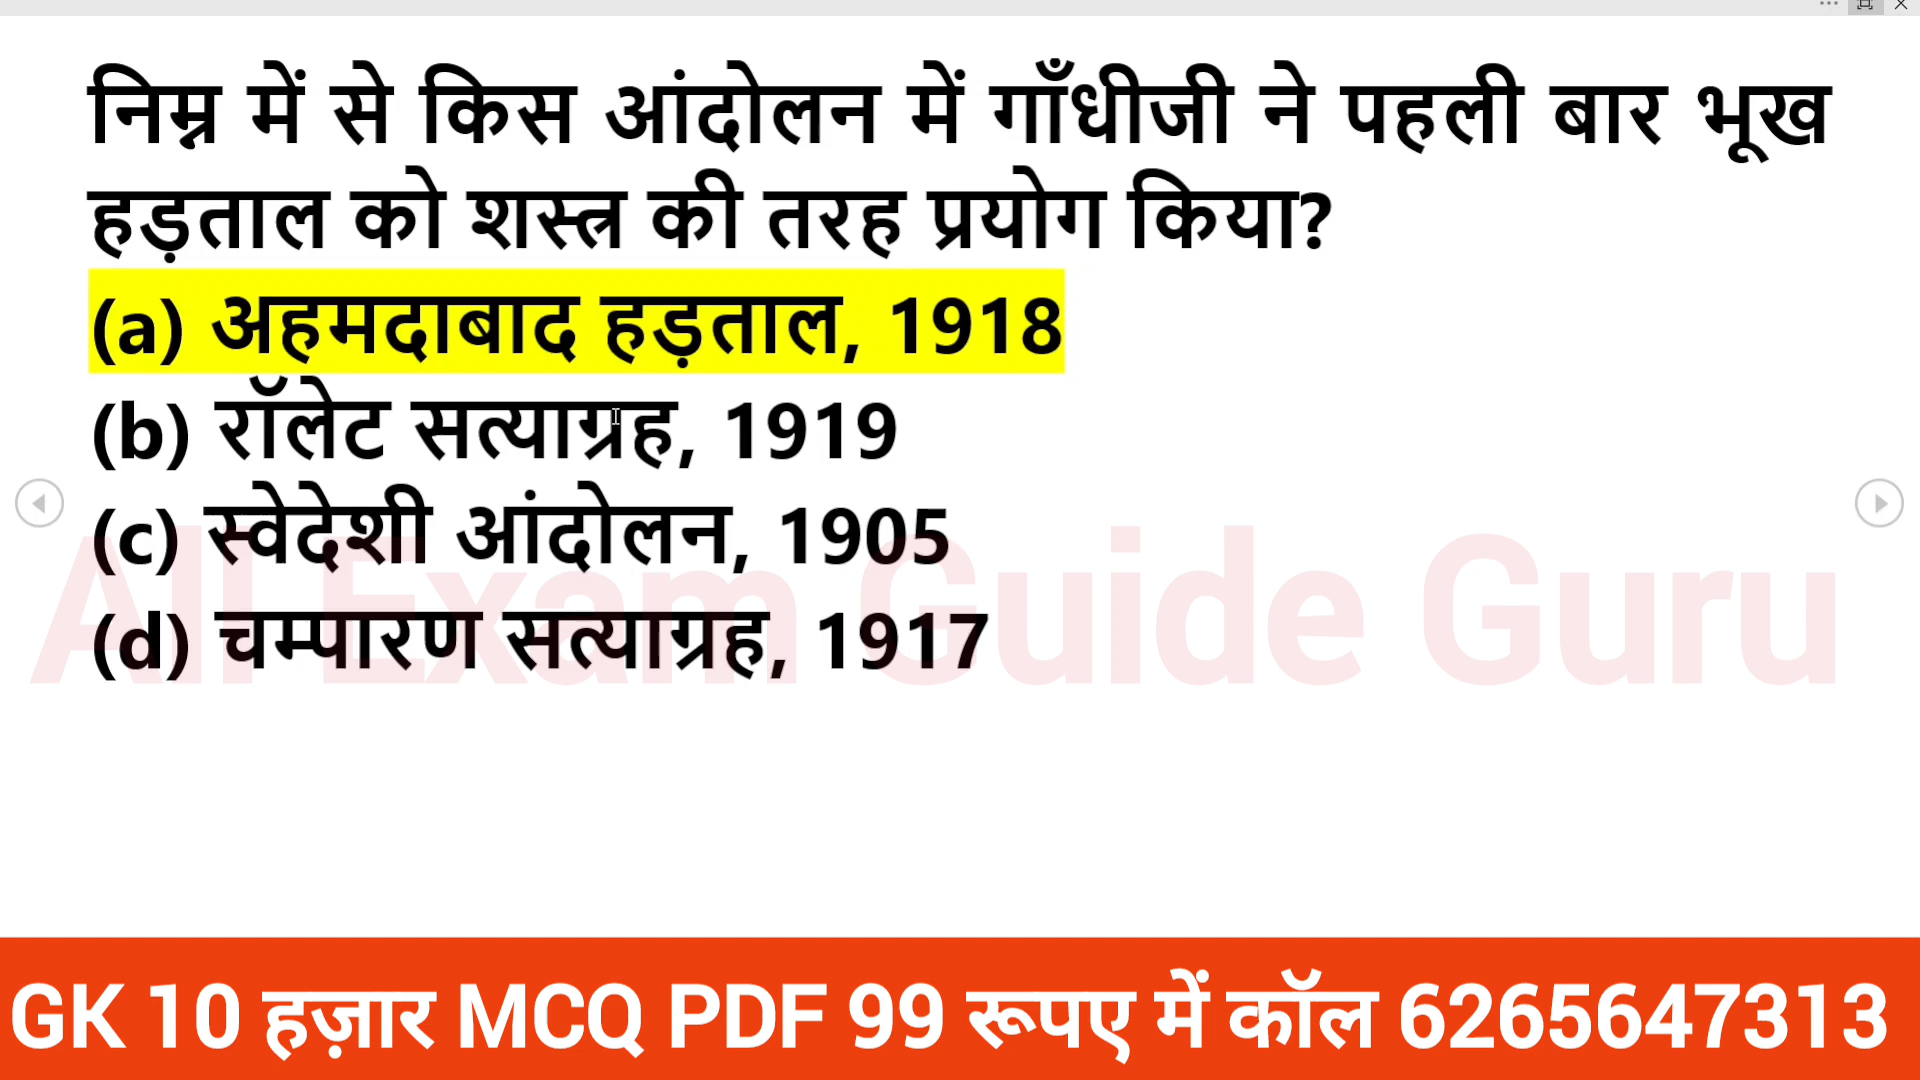 निम्न में से किस आंदोलन में गाँधीजी ने पहली बार भूख
हड़ताल को शस्त्र की तरह प्रयोग किया?
(a) अहमदाबाद हड़ताल, 1918
(b) रॉलेट सत्याग्रह, 1919
(c) स्वेदेशी आंदोलन, 1905
(d) चम्पारण सत्याग्रह, 1917
All Exam Guide Guru
GK 10 हज़ार MCQ PDF 99 रूपए में कॉल 6265647313